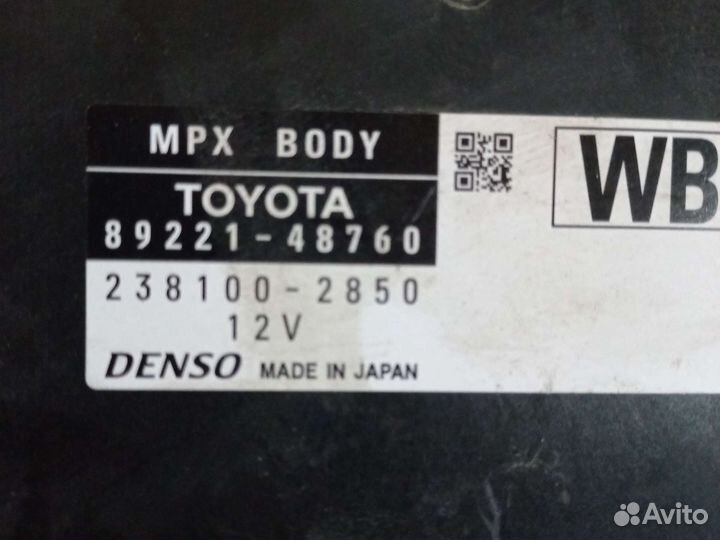 MPX BODY
TOYOTA
89221-48760
238100-2850
12V
DENSO MADE IN JAPAN
WB
Avito